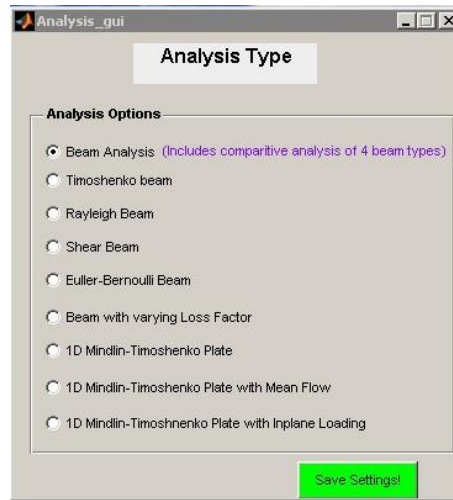 Analysis_gui
Analysis Type
Analysis Options
Beam Analysis (Includes comparitive analysis of 4 beam types)
Timoshenko beam
Rayleigh Beam
Shear Beam
Euller-Bernoulli Beam
Beam with varying Loss Factor
1D Mindlin-Timoshenko Plate
1D Mindlin-Timoshenko Plate with Mean Flow
1D Mindlin-Timoshnenko Plate with Inplane Loading
Save Settings!